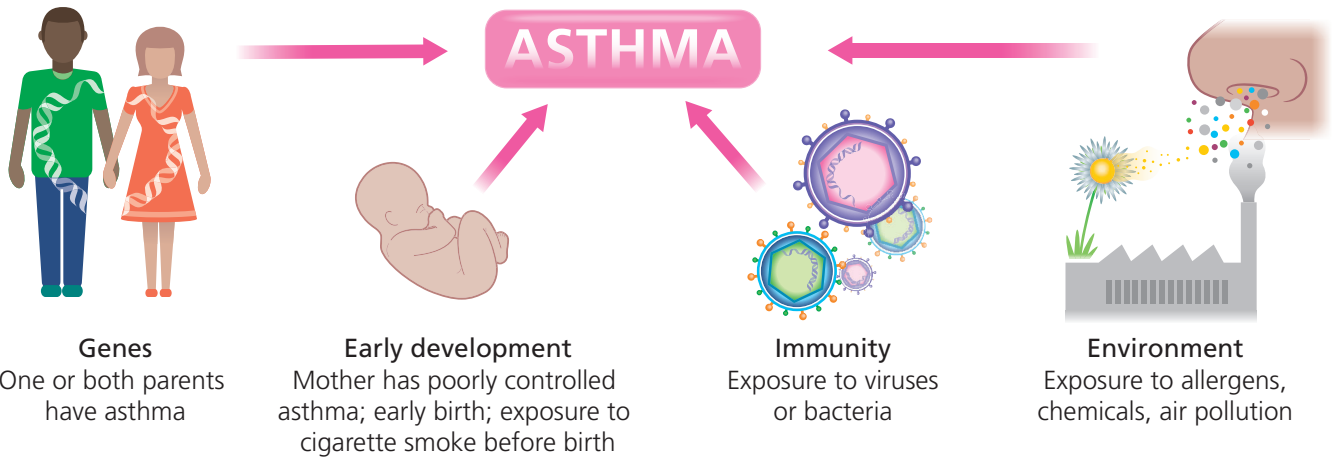 ASTHMA
Genes
One or both parents
have asthma
Early development
Mother has poorly controlled
asthma; early birth; exposure to
cigarette smoke before birth
Immunity
Exposure to viruses
or bacteria
Environment
Exposure to allergens,
chemicals, air pollution